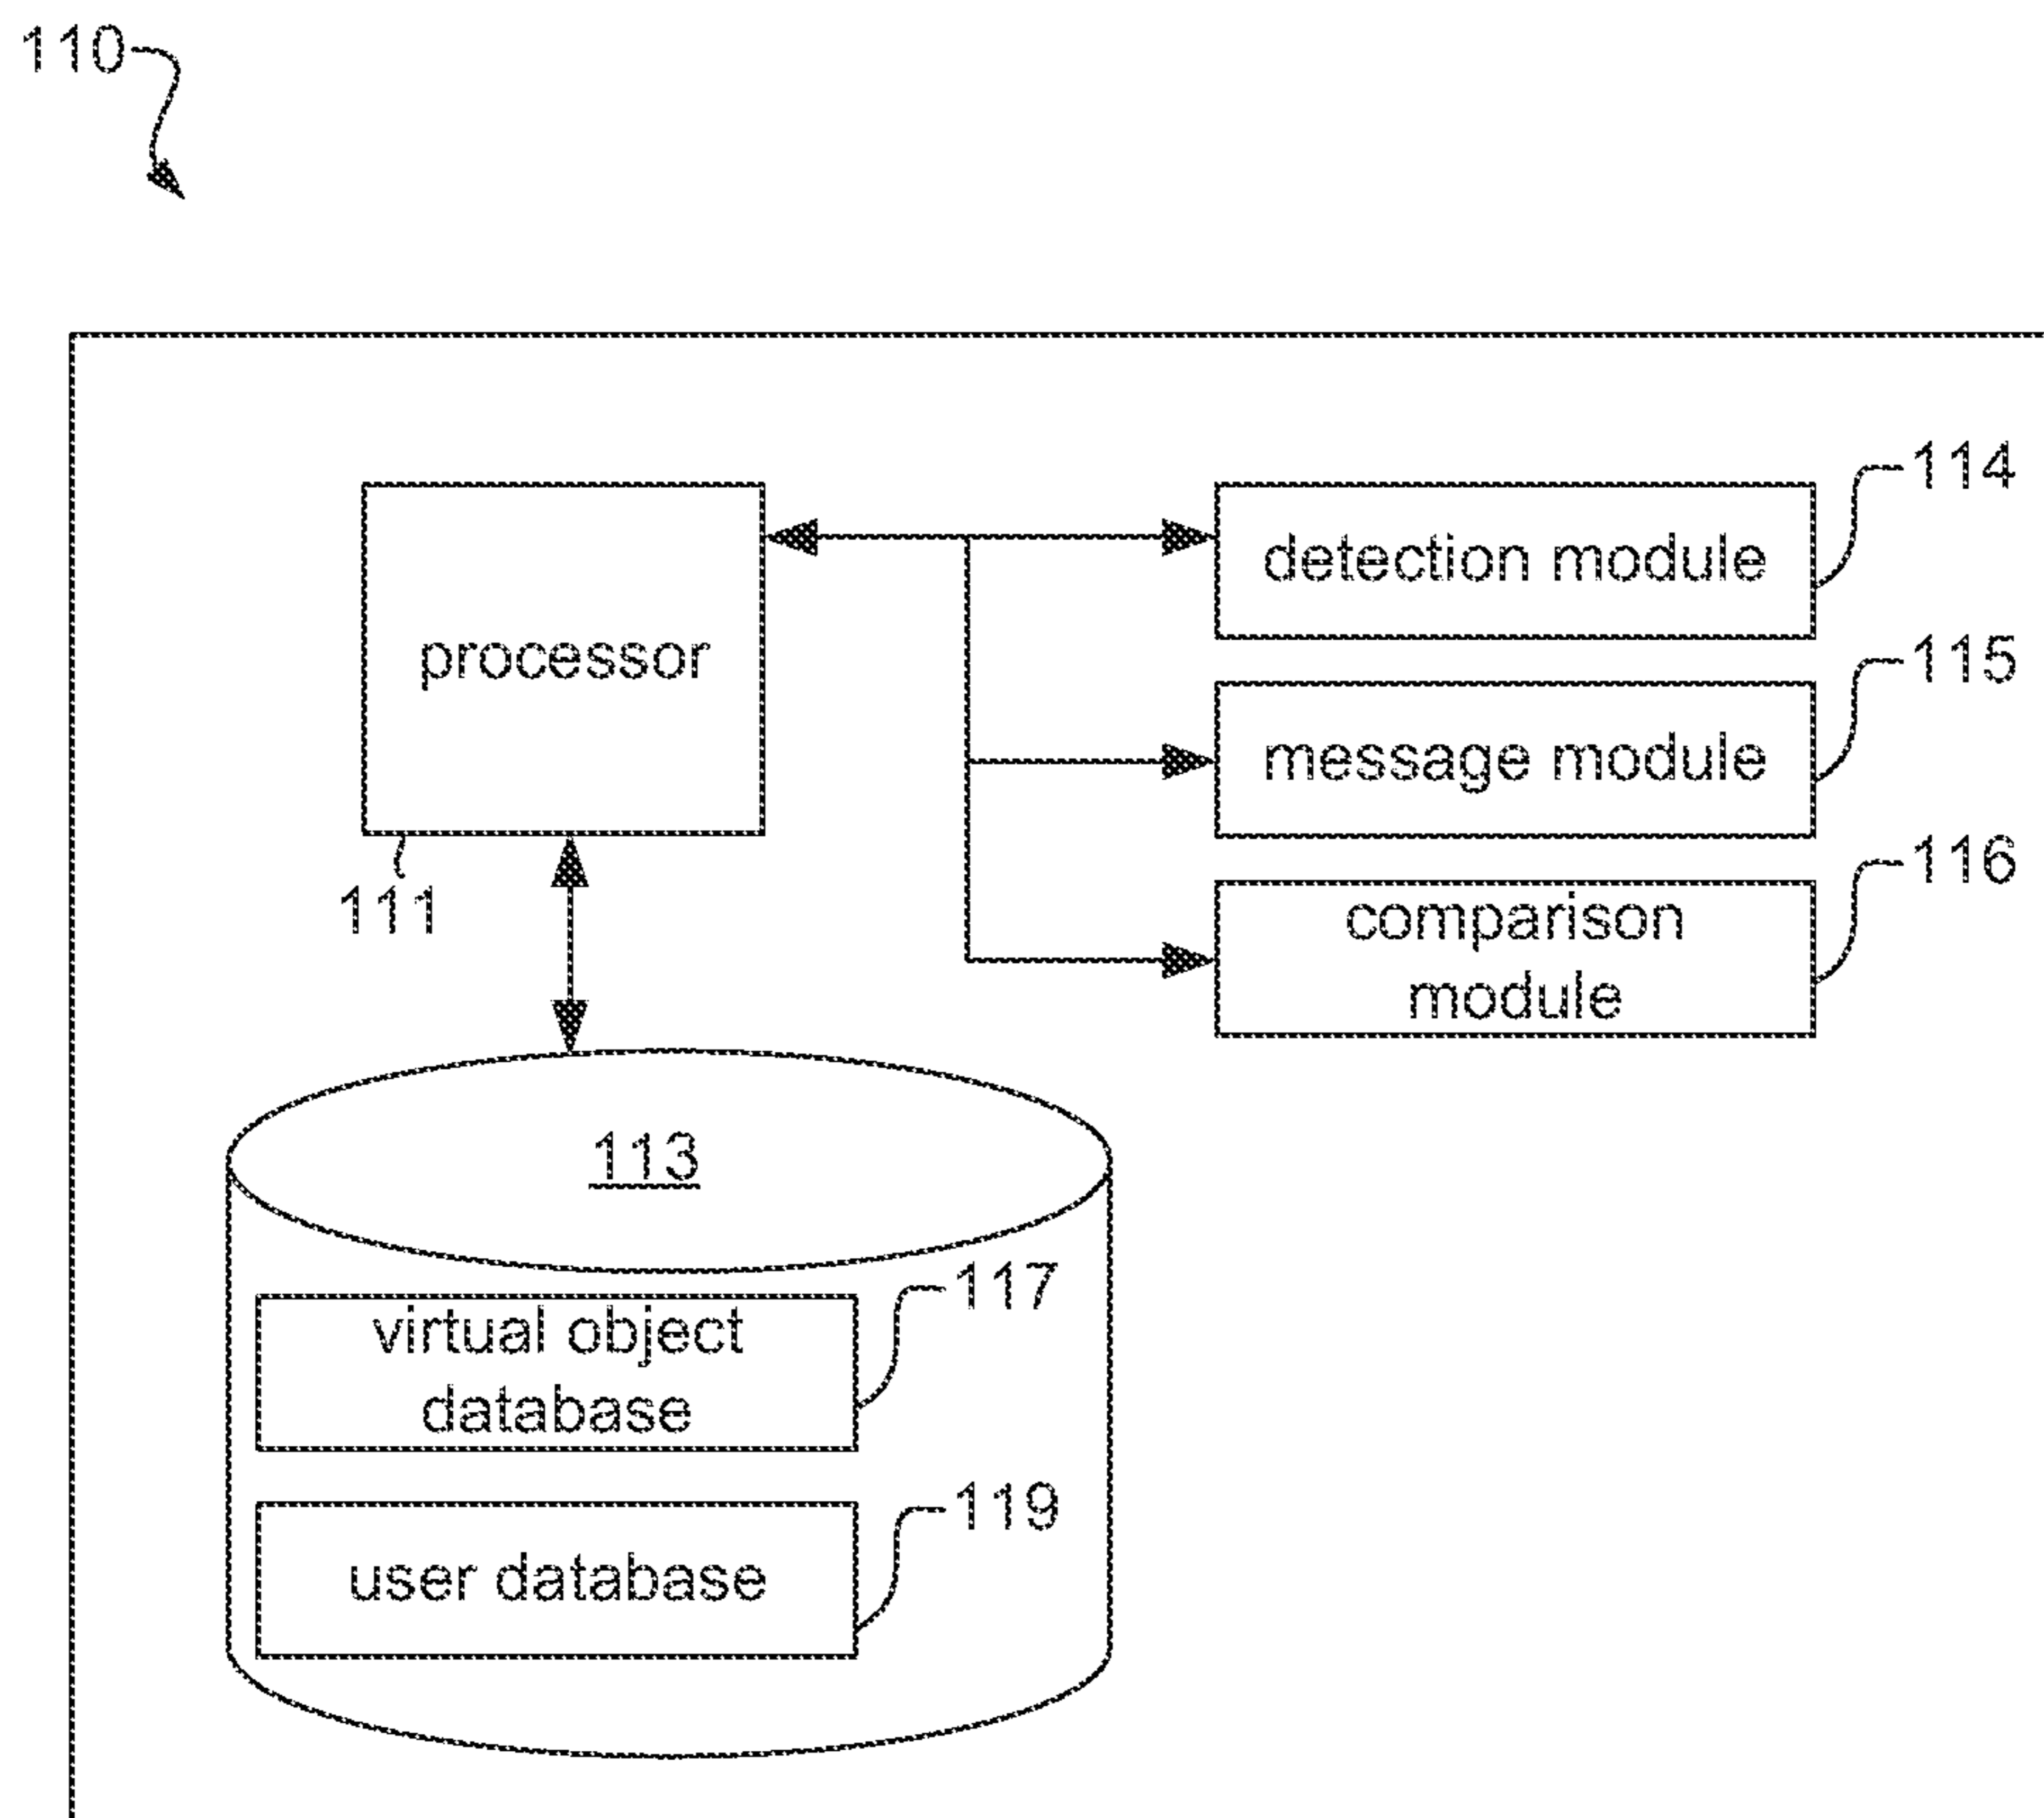 110
114
detection module
processor
115
message module
111
116
comparison
module
113
117
virtual object
database
119
user database